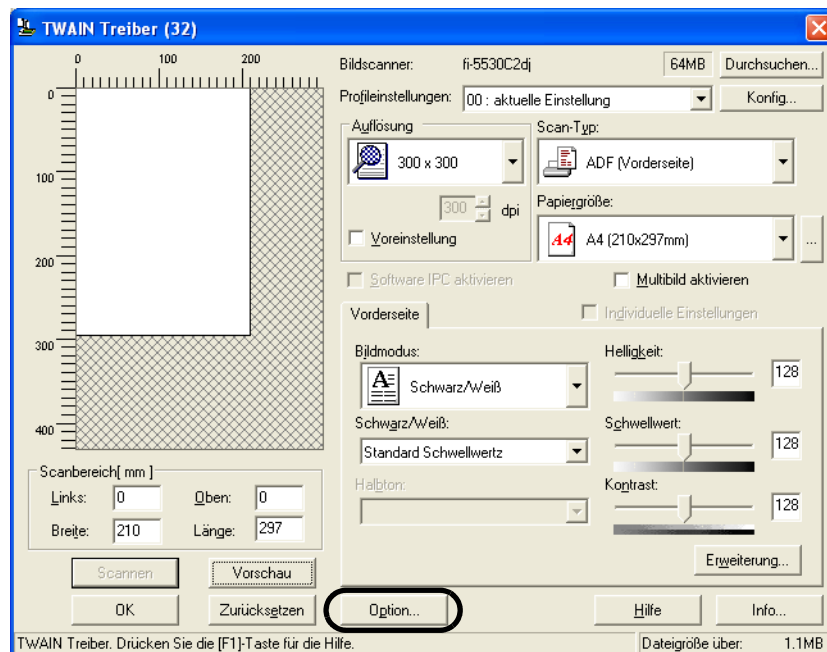 TWAIN Treiber (32)
0 100 200
0
100
200
300
400
Bildscanner: fi-5530C2dj 64MB Durchsuchen...
Profileinstellungen: 00 : aktuelle Einstellung Konfig...
Auflösung
300 x 300
300 dpi
Voreinstellung
Scan-Typ:
ADF (Vorderseite)
Papiergröße:
A4 A4 (210x297mm) ...
Software IPC aktivieren
Multibild aktivieren
Vorderseite
Individuelle Einstellungen
Bildmodus:
A Schwarz/Weiß
Schwarz/Weiß:
Standard Schwellwertz
Halbton:
Helligkeit:
128
Schwellwert:
128
Kontrast:
128
Erweiterung...
Scanbereich[ mm ]
Links: 0 Oben: 0
Breite: 210 Länge: 297
Scannen Vorschau
OK Zurücksetzen Option... Hilfe Info...
TWAIN Treiber. Drücken Sie die [F1]-Taste für die Hilfe. Dateigröße über: 1.1MB